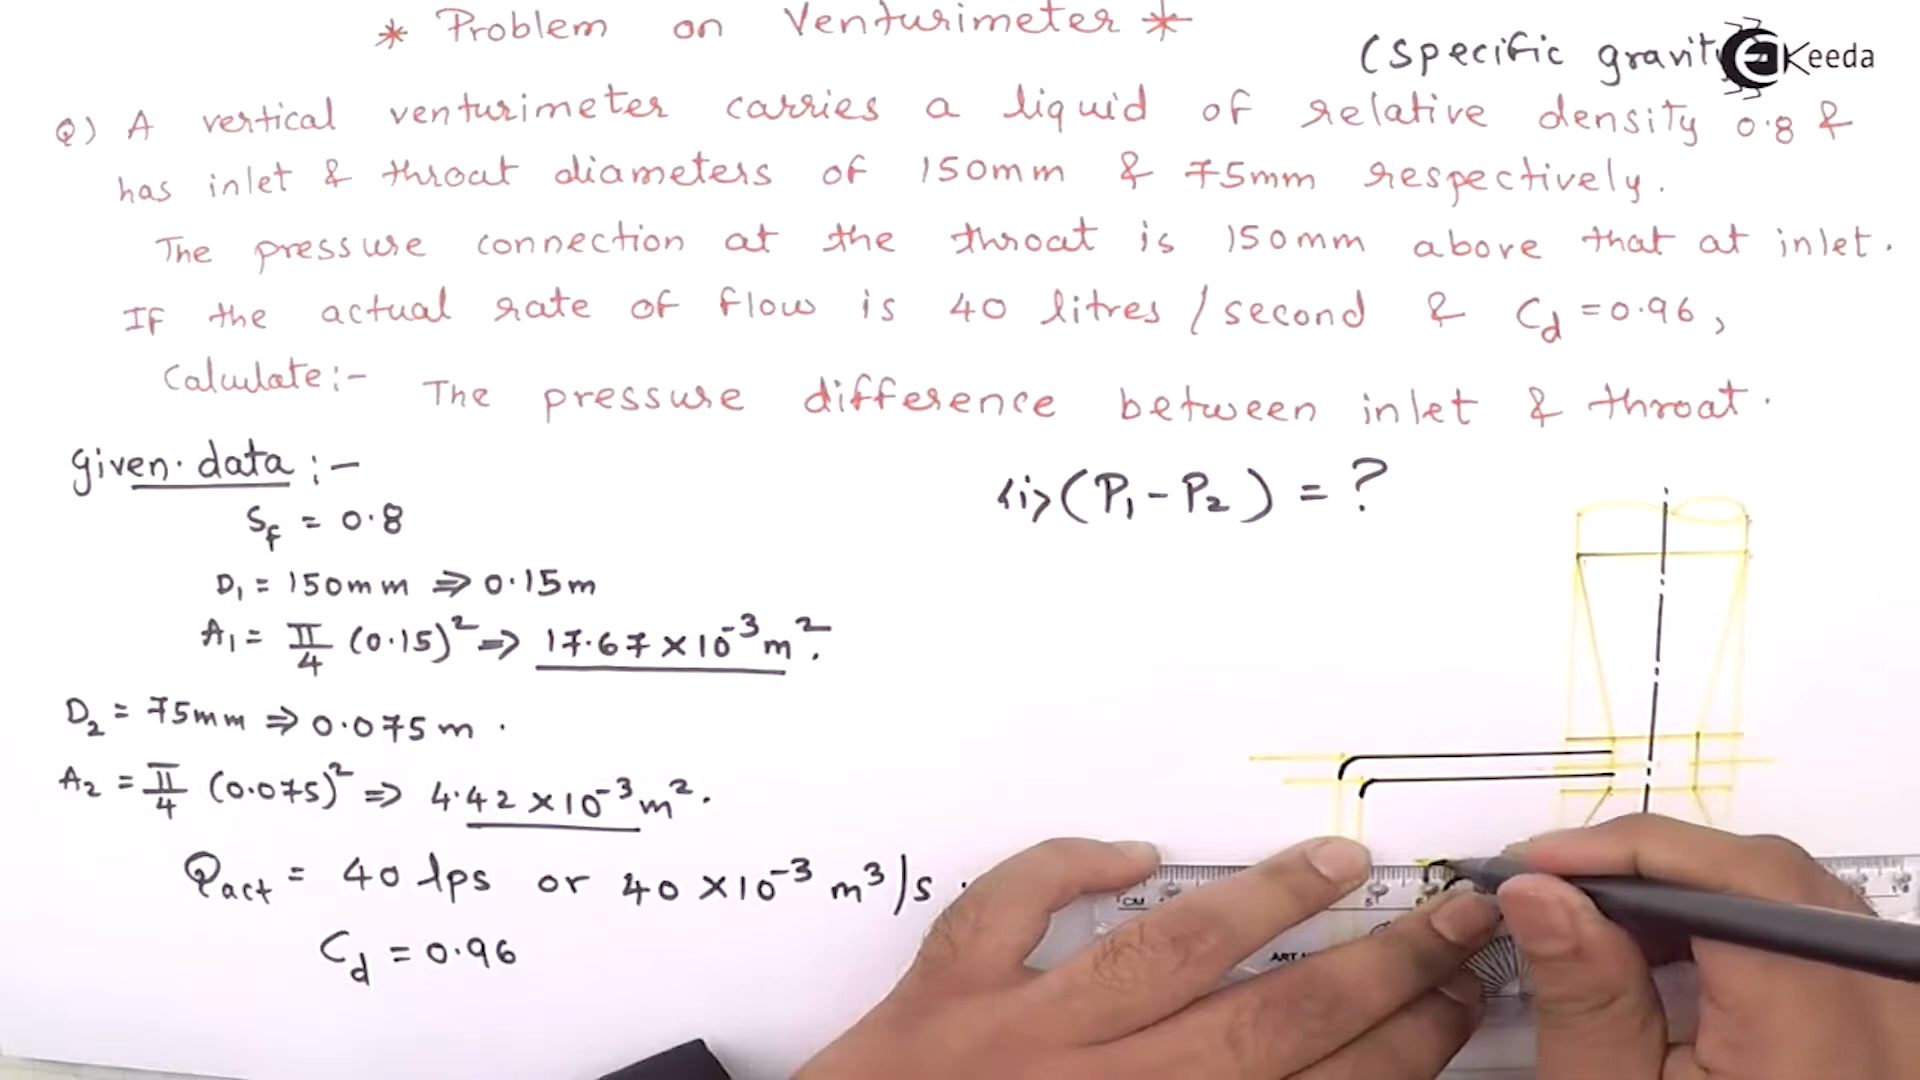 * Problem on Venturimeter *
(specific gravit
Keeda
Q) A vertical venturimeter carries a liquid of relative density 0.8 &
has inlet & throat diameters of 150mm & 75mm respectively.
The pressure connection at the throat is 150mm above that at inlet.
IF the actual rate of flow is 40 litres / second & Cd = 0.96,
Calculate:- The pressure difference between inlet & throat.
given data :-
<i> (P1 - P2) = ?
Sf = 0.8
D1 = 150mm => 0.15m
A1 = π/4 (0.15)² => 17.67 × 10⁻³ m².
D2 = 75mm => 0.075m.
A2 = π/4 (0.075)² => 4.42 × 10⁻³ m².
Qact = 40 lps or 40 × 10⁻³ m³/s.
Cd = 0.96
CM
ART